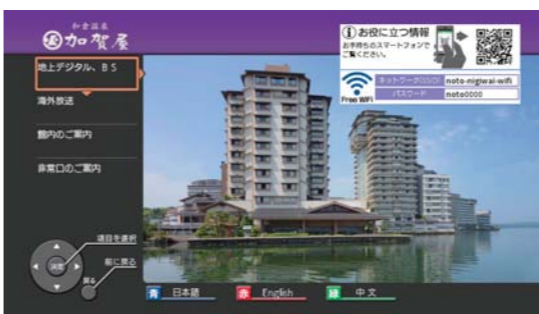 和倉温泉
加賀屋
お役に立つ情報
お手持ちのスマートフォンで
ご覧ください。
ネットワーク(SSID) noto-nigiwai-wifi
パスワード noto0000
Free WiFi
地上デジタル、BS
海外放送
館内のご案内
非常口のご案内
項目を選択
決定
前に戻る
戻る
青 日本語 赤 English 緑 中文